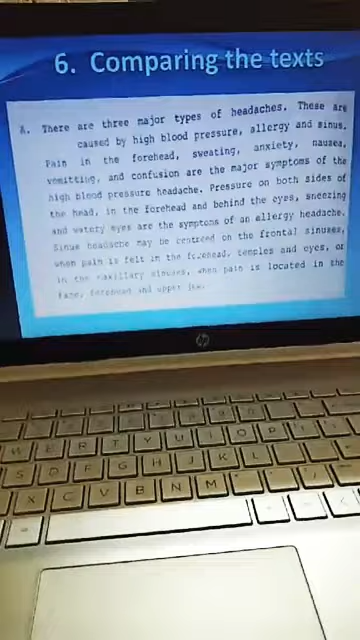 6. Comparing the texts
A. There are three major types of headaches. These are
caused by high blood pressure, allergy and sinus.
Pain in the forehead, sweating, anxiety, nausea,
vomitting, and confusion are the major symptoms of the
high blood pressure headache. Pressure on both sides of
the head, in the forehead and behind the eyes, sneezing
and watery eyes are the symptoms of an allergy headache.
Sinus headache may be centred on the frontal sinuses,
when pain is felt in the forehead, temples and eyes, or
in the maxillary sinuses, when pain is located in the
face, forehead and upper jaw.
hp
W E R T Y U I O P
S D F G H J K L
X C V B N M